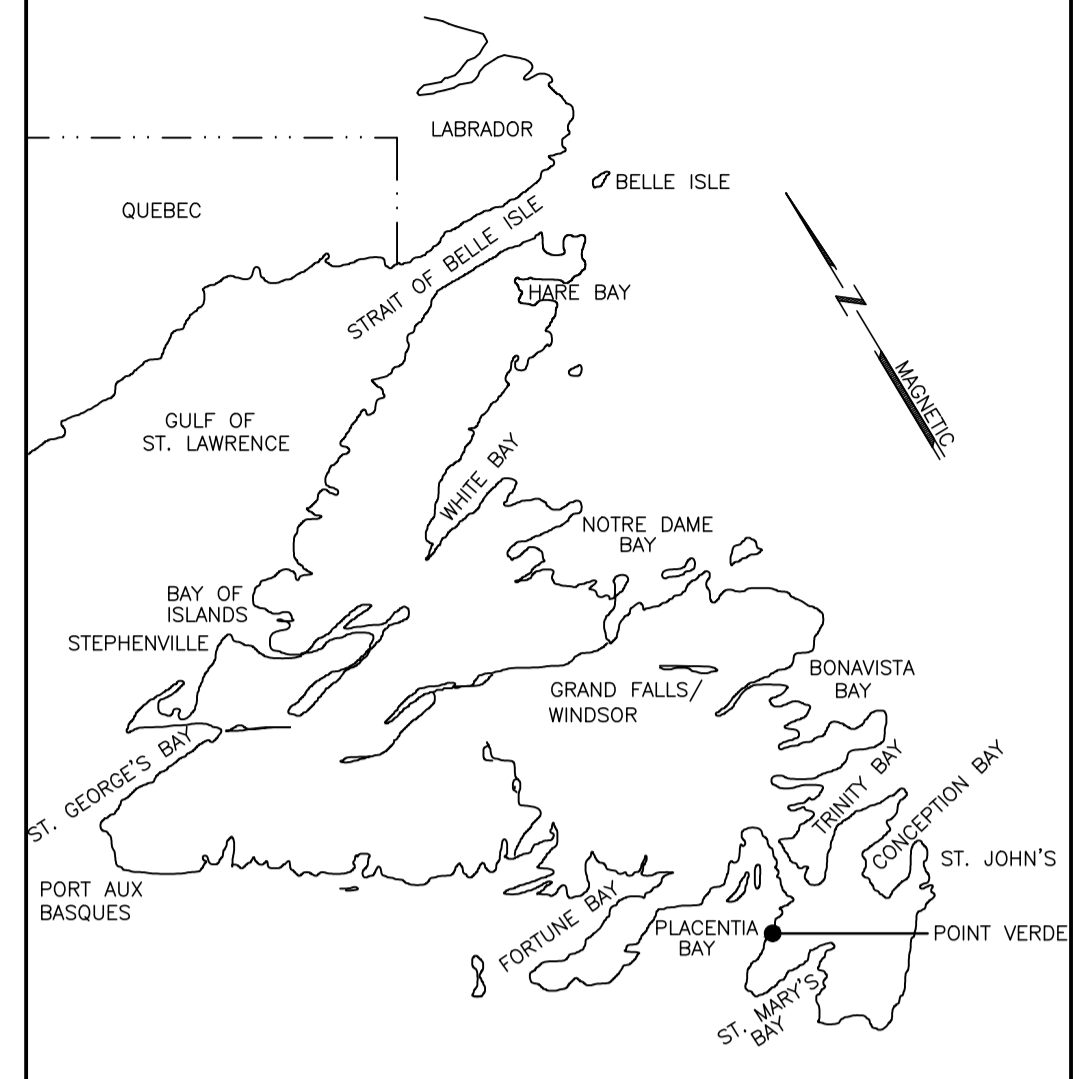 LABRADOR
BELLE ISLE
QUEBEC
STRAIT OF BELLE ISLE
HARE BAY
N
MAGNETIC
GULF OF
ST. LAWRENCE
WHITE BAY
NOTRE DAME
BAY
BAY OF
ISLANDS
STEPHENVILLE
GRAND FALLS/
WINDSOR
BONAVISTA
BAY
ST. GEORGE'S BAY
TRINITY BAY
CONCEPTION BAY
ST. JOHN'S
PORT AUX
BASQUES
FORTUNE BAY
PLACENTIA
BAY
POINT VERDE
ST. MARY'S
BAY